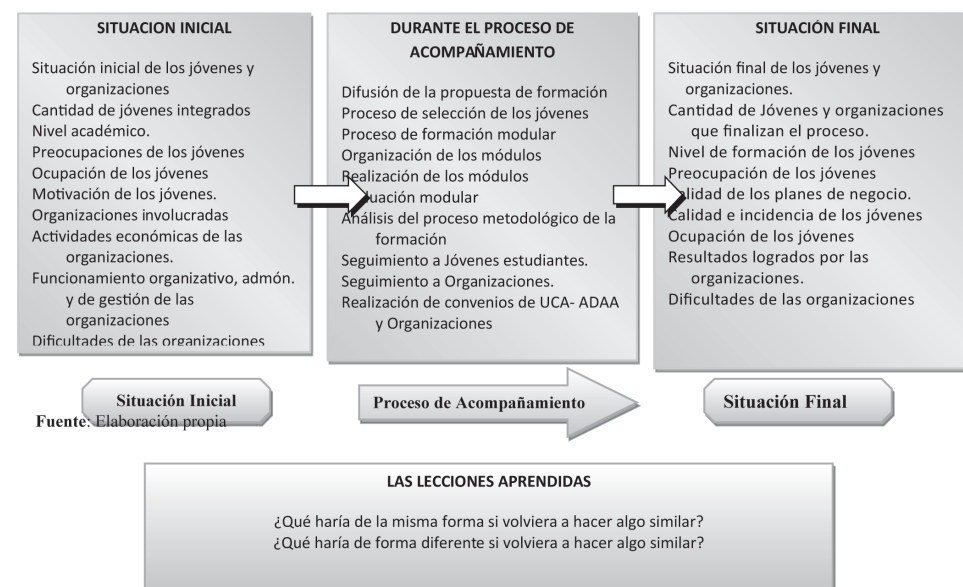 SITUACION INICIAL
Situación inicial de los jóvenes y
organizaciones
Cantidad de jóvenes integrados
Nivel académico.
Preocupaciones de los jóvenes
Ocupación de los jóvenes
Motivación de los jóvenes.
Organizaciones involucradas
Actividades económicas de las
organizaciones.
Funcionamiento organizativo, admón.
y de gestión de las
organizaciones
Dificultades de las organizaciones
DURANTE EL PROCESO DE
ACOMPAÑAMIENTO
Difusión de la propuesta de formación
Proceso de selección de los jóvenes
Proceso de formación modular
Organización de los módulos
Realización de los módulos
modular
Análisis del proceso metodológico de la
formación
Seguimiento a Jóvenes estudiantes.
Seguimiento a Organizaciones.
Realización de convenios de UCA- ADAA
y Organizaciones
SITUACIÓN FINAL
Situación final de los jóvenes y
organizaciones.
Cantidad de Jóvenes y organizaciones
que finalizan el proceso.
Nivel de formación de los jóvenes
Preocupación de los jóvenes
Calidad de los planes de negocio.
Calidad e incidencia de los jóvenes
Ocupación de los jóvenes
Resultados logrados por las
organizaciones.
Dificultades de las organizaciones
Situación Inicial
Proceso de Acompañamiento
Situación Final
Fuente: Elaboración propia
LAS LECCIONES APRENDIDAS
¿Qué haría de la misma forma si volviera a hacer algo similar?
¿Qué haría de forma diferente si volviera a hacer algo similar?